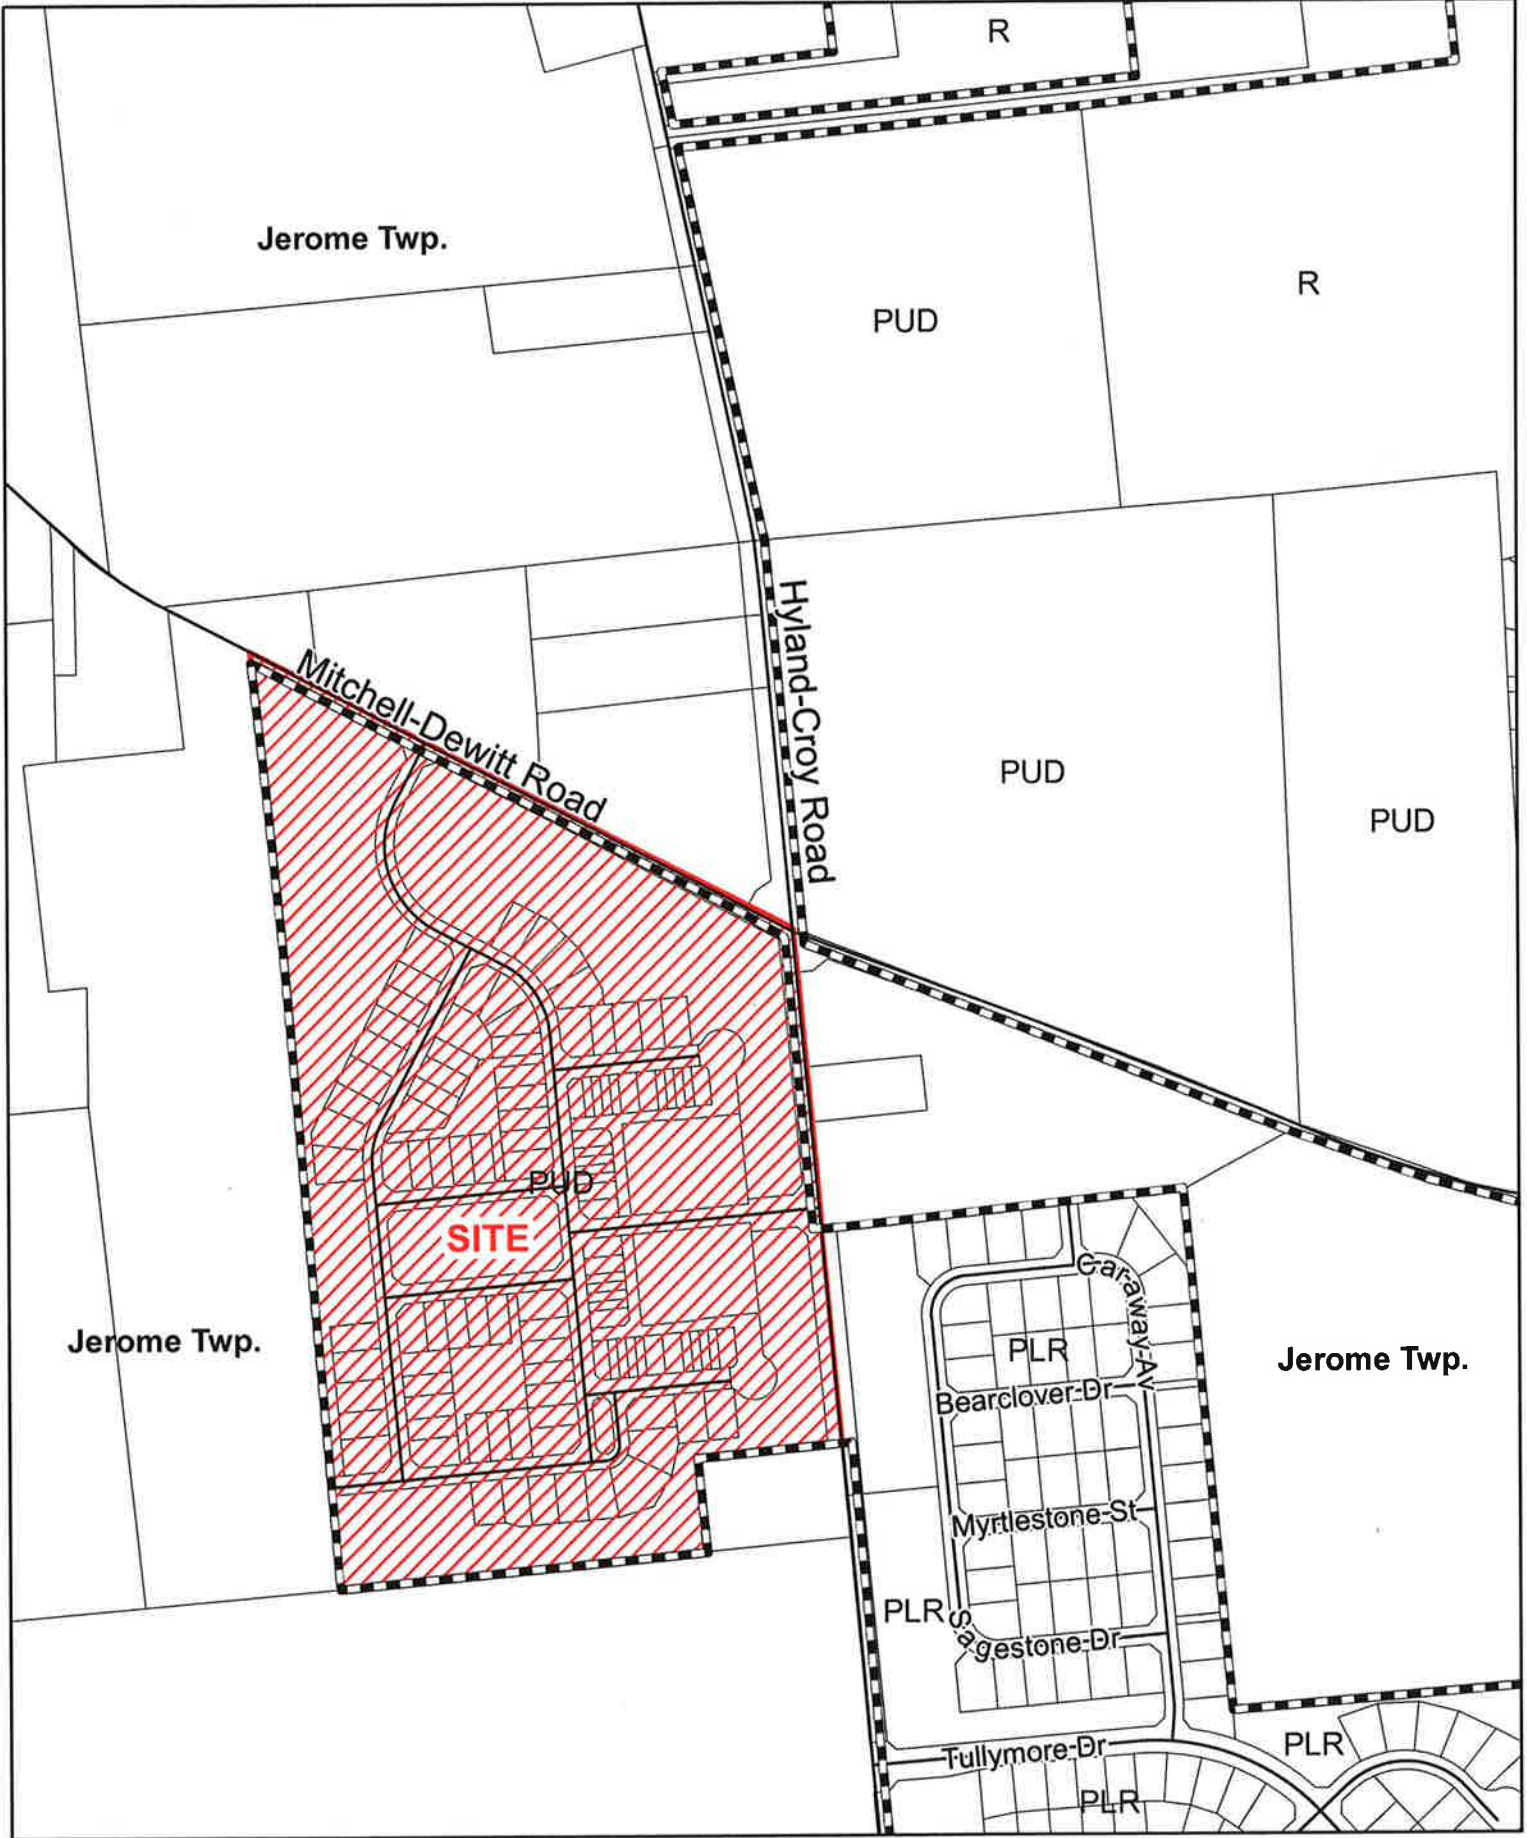 R
Jerome Twp.
R
PUD
Hyland-Croy Road
Mitchell-Dewitt Road
PUD
PUD
PUD
SITE
Caraway-Av
Jerome Twp.
PLR
Jerome Twp.
Bearclover-Dr
Myrtlestone-St
PLR
Sagestone-Dr
PLR
Tullymore-Dr
PLR